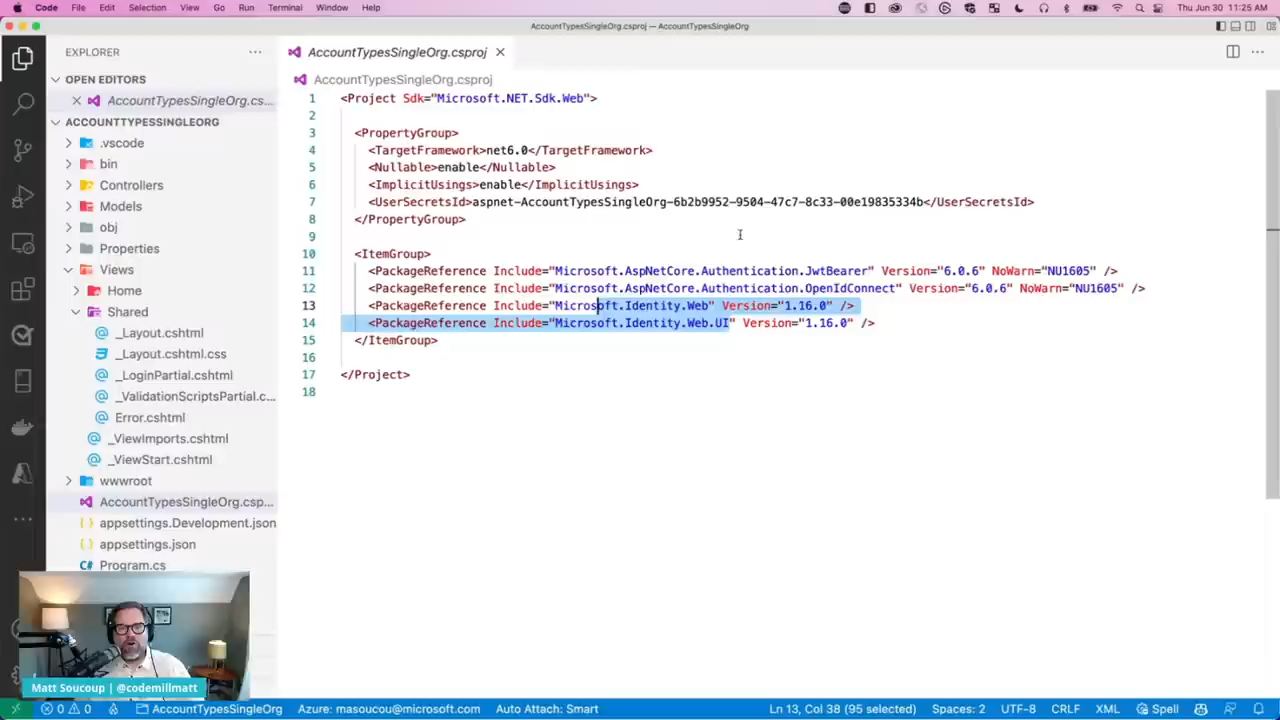 Code File Edit Selection View Go Run Terminal Window Help
Thu Jun 30 11:25 AM
AccountTypesSingleOrg.csproj — AccountTypesSingleOrg
EXPLORER
OPEN EDITORS
AccountTypesSingleOrg.cs...
ACCOUNTTYPESSINGLEORG
.vscode
bin
Controllers
Models
obj
Properties
Views
Home
Shared
_Layout.cshtml
_Layout.cshtml.css
_LoginPartial.cshtml
_ValidationScriptsPartial.c...
Error.cshtml
_ViewImports.cshtml
_ViewStart.cshtml
wwwroot
AccountTypesSingleOrg.csp...
appsettings.Development.json
appsettings.json
Program.cs
AccountTypesSingleOrg.csproj
AccountTypesSingleOrg.csproj
1 <Project Sdk="Microsoft.NET.Sdk.Web">
2
3 <PropertyGroup>
4 <TargetFramework>net6.0</TargetFramework>
5 <Nullable>enable</Nullable>
6 <ImplicitUsings>enable</ImplicitUsings>
7 <UserSecretsId>aspnet-AccountTypesSingleOrg-6b2b9952-9504-47c7-8c33-00e19835334b</UserSecretsId>
8 </PropertyGroup>
9
10 <ItemGroup>
11 <PackageReference Include="Microsoft.AspNetCore.Authentication.JwtBearer" Version="6.0.6" NoWarn="NU1605" />
12 <PackageReference Include="Microsoft.AspNetCore.Authentication.OpenIdConnect" Version="6.0.6" NoWarn="NU1605" />
13 <PackageReference Include="Microsoft.Identity.Web" Version="1.16.0" />
14 <PackageReference Include="Microsoft.Identity.Web.UI" Version="1.16.0" />
15 </ItemGroup>
16
17 </Project>
18
Matt Soucoup | @codemillmatt
0 0 AccountTypesSingleOrg Azure: masoucou@microsoft.com Auto Attach: Smart Ln 13, Col 38 (95 selected) Spaces: 2 UTF-8 CRLF XML Spell